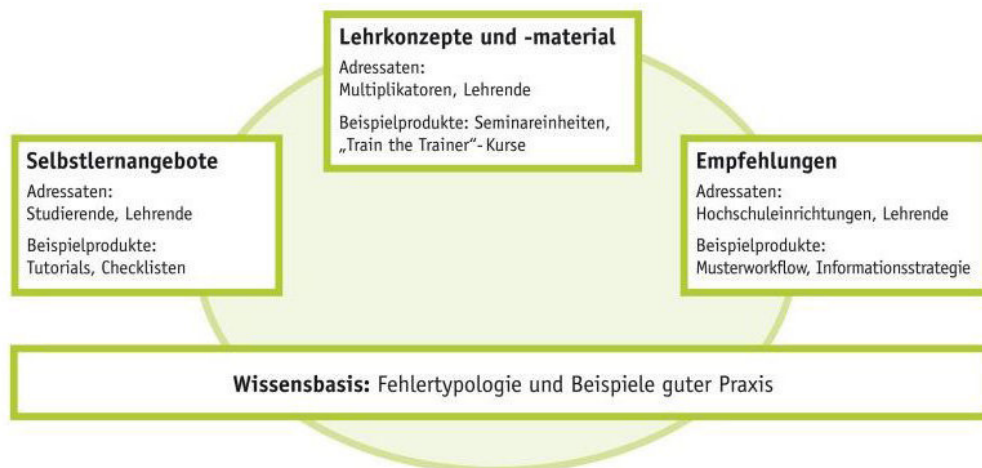 Lehrkonzepte und -material
Adressaten:
Multiplikatoren, Lehrende
Beispielprodukte: Seminareinheiten,
„Train the Trainer“- Kurse
Selbstlernangebote
Adressaten:
Studierende, Lehrende
Beispielprodukte:
Tutorials, Checklisten
Empfehlungen
Adressaten:
Hochschuleinrichtungen, Lehrende
Beispielprodukte:
Musterworkflow, Informationsstrategie
Wissensbasis: Fehlertypologie und Beispiele guter Praxis